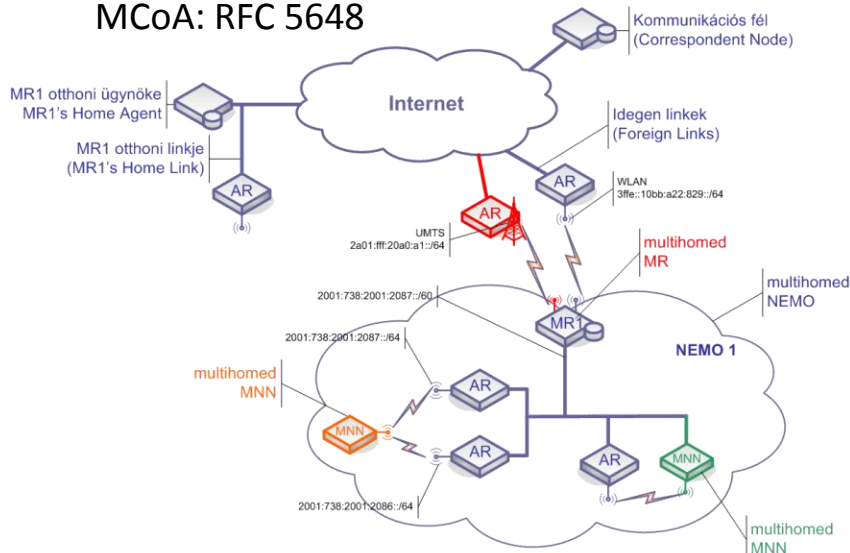 MCoA: RFC 5648
Kommunikációs fél
(Correspondent Node)
MR1 otthoni ügynöke
MR1's Home Agent
Internet
Idegen linkek
(Foreign Links)
MR1 otthoni linkje
(MR1's Home Link)
AR
AR
WLAN
3ffe::10bb:a22:829::/64
AR
UMTS
2a01:fff:20a0:a1::/64
multihomed
MR
multihomed
NEMO
2001:738:2001:2087::/60
MR1
NEMO 1
2001:738:2001:2087::/64
multihomed
MNN
AR
MNN
AR
AR
MNN
2001:738:2001:2086::/64
multihomed
MNN